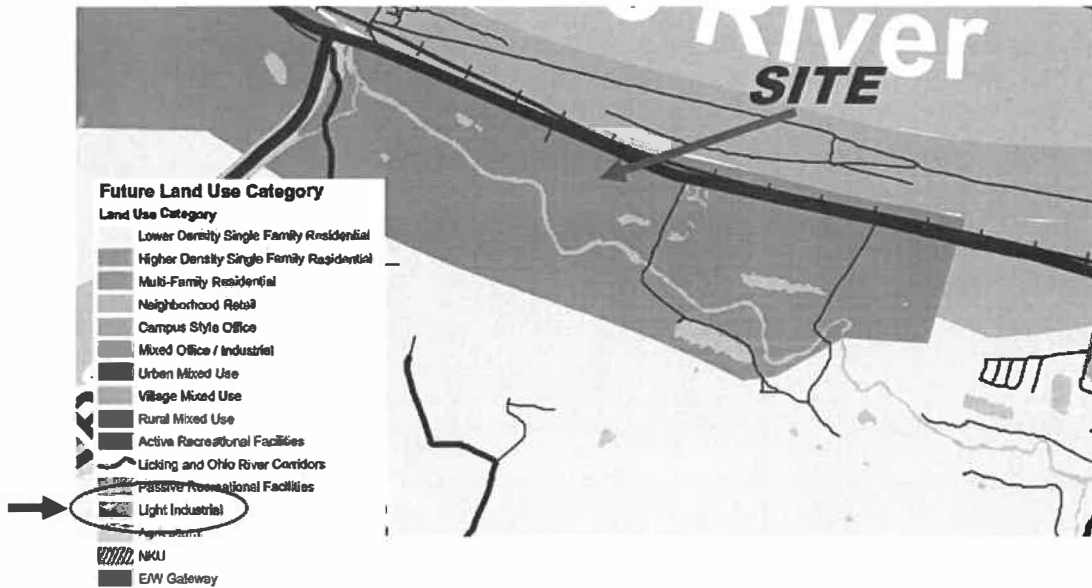 River
SITE
Future Land Use Category
Land Use Category
Lower Density Single Family Residential
Higher Density Single Family Residential
Multi-Family Residential
Neighborhood Retail
Campus Style Office
Mixed Office / Industrial
Urban Mixed Use
Village Mixed Use
Rural Mixed Use
Active Recreational Facilities
Licking and Ohio River Corridors
Passive Recreational Facilities
Light Industrial
Agricultural
NKU
E/W Gateway